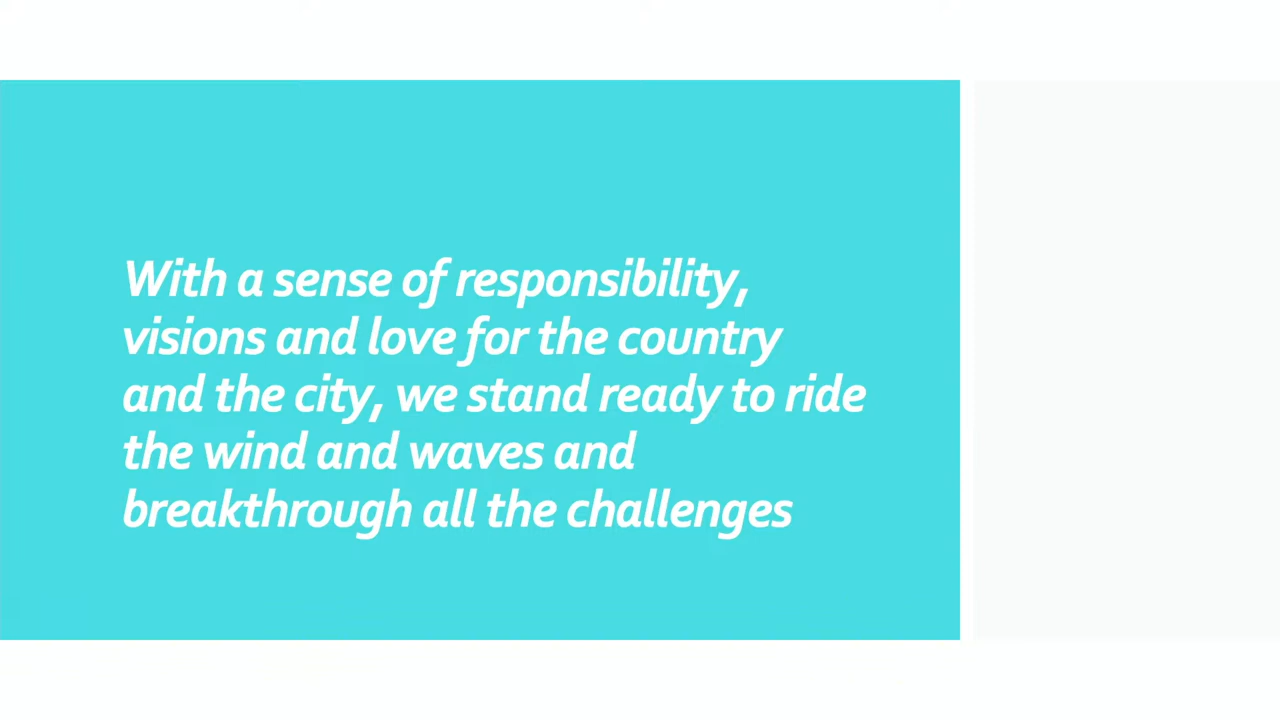 With a sense of responsibility,
visions and love for the country
and the city, we stand ready to ride
the wind and waves and
breakthrough all the challenges